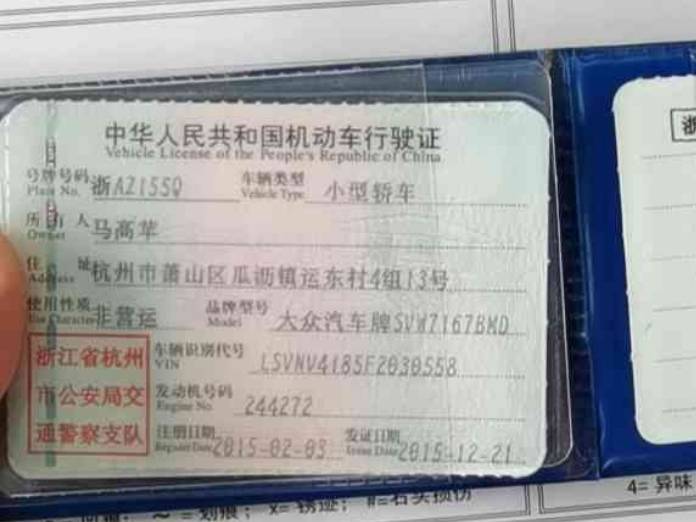 中华人民共和国机动车行驶证
Vehicle License of the People's Republic of China
号牌号码 浙AZ155Q 车辆类型 小型轿车
Plate No. Vehicle Type
所有人 马高苹
Owner
住址 杭州市萧山区瓜沥镇运东村4组13号
Address
使用性质 非营运 品牌型号 大众汽车牌SVW7167BMD
Use Character Model
浙江省杭州
市公安局交
通警察支队
车辆识别代号 LSVNV4185F2030558
VIN
发动机号码 244272
Engine No.
注册日期 2015-02-03 发证日期 2015-12-21
Register Date Issue Date
浙
= 划痕；
4= 异味